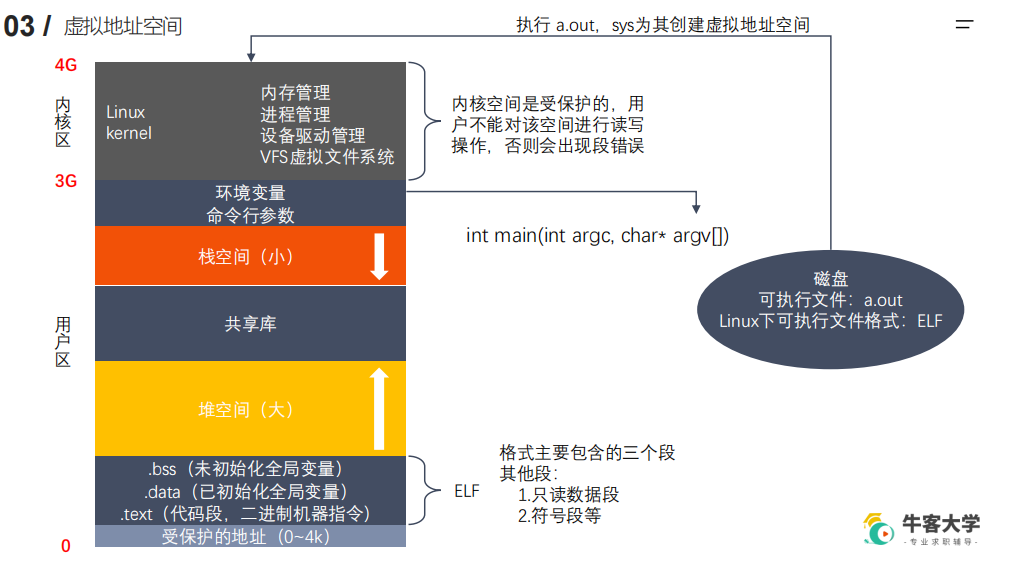 03 / 虚拟地址空间
执行 a.out，sys为其创建虚拟地址空间
4G
内核区
Linux
kernel
内存管理
进程管理
设备驱动管理
VFS虚拟文件系统
内核空间是受保护的，用
户不能对该空间进行读写
操作，否则会出现段错误
3G
环境变量
命令行参数
int main(int argc, char* argv[])
栈空间（小）
磁盘
可执行文件：a.out
Linux下可执行文件格式：ELF
用户区
共享库
堆空间（大）
.bss（未初始化全局变量）
.data（已初始化全局变量）
.text（代码段，二进制机器指令）
ELF
格式主要包含的三个段
其他段：
1.只读数据段
2.符号段等
0
受保护的地址（0~4k）
牛客大学
- 专业求职辅导 -